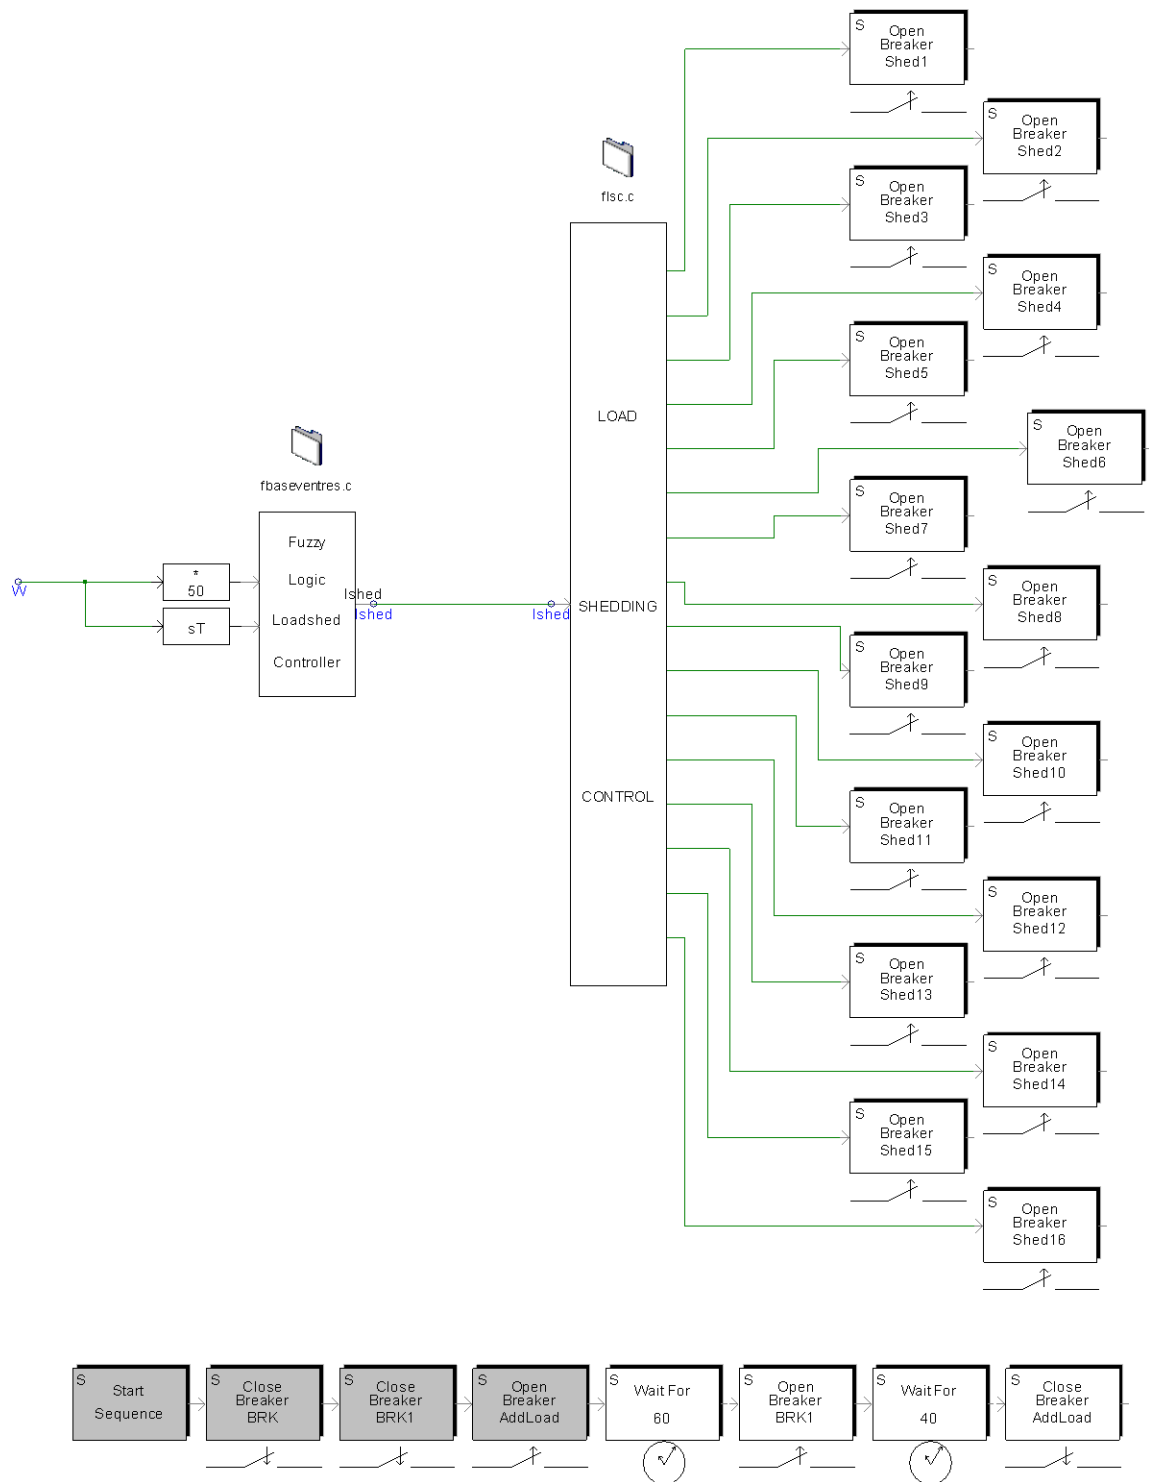 S
Open
Breaker
Shed1
S
Open
Breaker
Shed2
flsc.c
S
Open
Breaker
Shed3
S
Open
Breaker
Shed4
S
Open
Breaker
Shed5
LOAD
S
Open
Breaker
Shed6
fbaseventres.c
S
Open
Breaker
Shed7
Fuzzy
Logic
Loadshed
Controller
W
*
50
sT
lshed
lshed
lshed
SHEDDING
S
Open
Breaker
Shed8
S
Open
Breaker
Shed9
S
Open
Breaker
Shed10
CONTROL
S
Open
Breaker
Shed11
S
Open
Breaker
Shed12
S
Open
Breaker
Shed13
S
Open
Breaker
Shed14
S
Open
Breaker
Shed15
S
Open
Breaker
Shed16
S
Start
Sequence
S
Close
Breaker
BRK
S
Close
Breaker
BRK1
S
Open
Breaker
AddLoad
S
Wait For
60
S
Open
Breaker
BRK1
S
Wait For
40
S
Close
Breaker
AddLoad